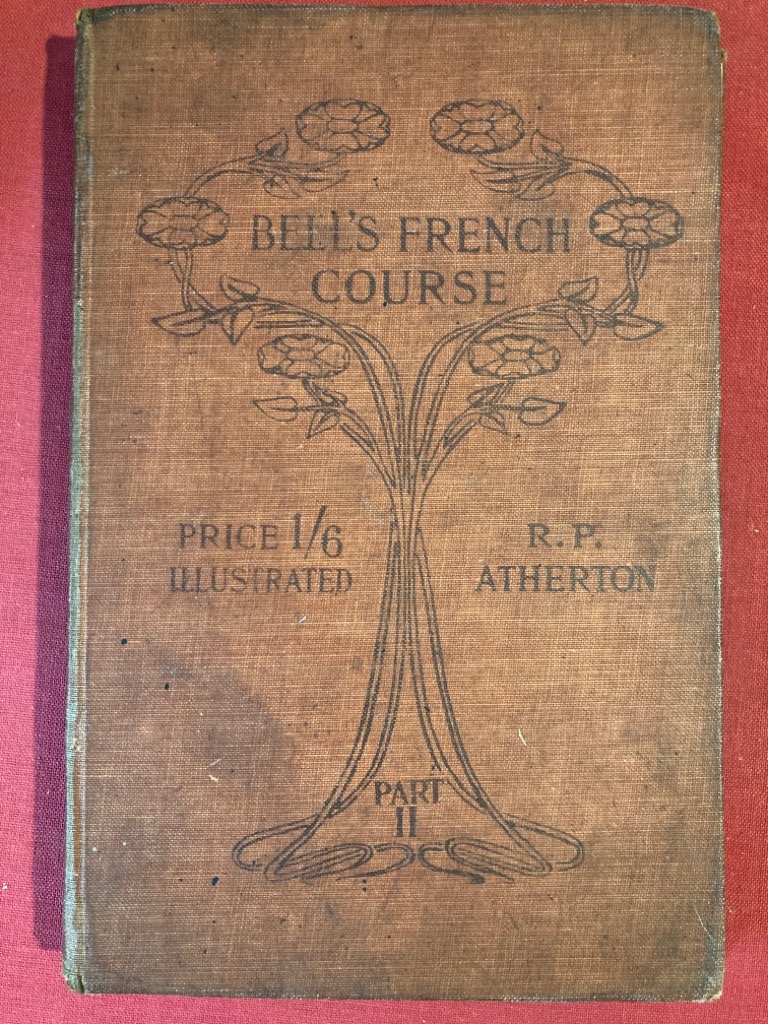 BELL'S FRENCH
COURSE
PRICE 1/6
ILLUSTRATED
R. P.
ATHERTON
PART
II